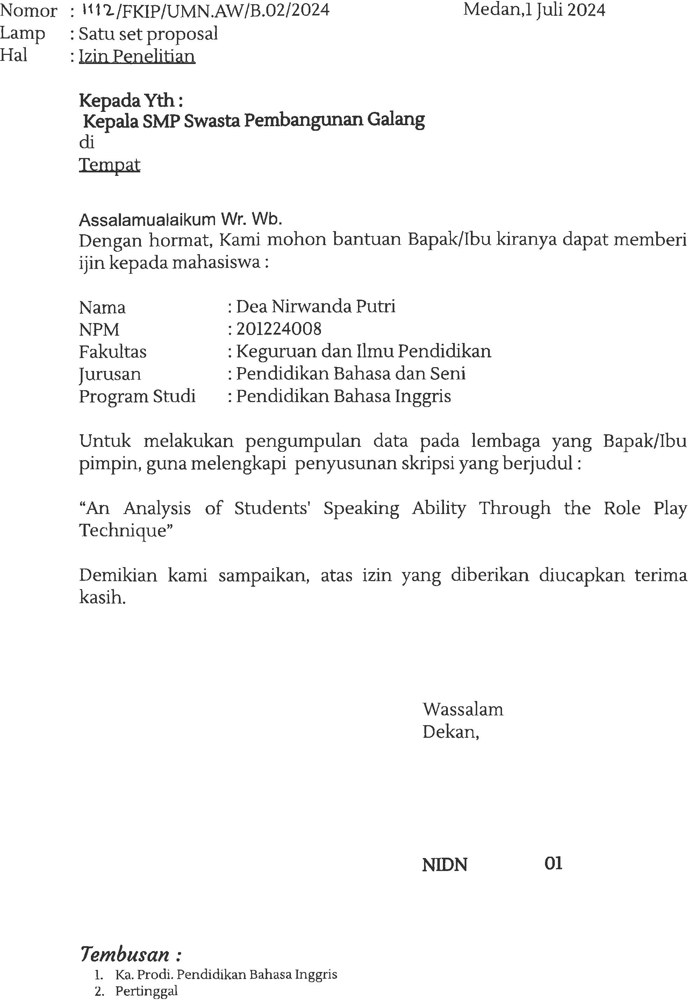 Nomor : 1112/FKIP/UMN.AW/B.02/2024 Medan,1 Juli 2024
Lamp : Satu set proposal
Hal : Izin Penelitian
Kepada Yth :
Kepala SMP Swasta Pembangunan Galang
di
Tempat
Assalamualaikum Wr. Wb.
Dengan hormat, Kami mohon bantuan Bapak/Ibu kiranya dapat memberi
ijin kepada mahasiswa :
Nama : Dea Nirwanda Putri
NPM : 201224008
Fakultas : Keguruan dan Ilmu Pendidikan
Jurusan : Pendidikan Bahasa dan Seni
Program Studi : Pendidikan Bahasa Inggris
Untuk melakukan pengumpulan data pada lembaga yang Bapak/Ibu
pimpin, guna melengkapi penyusunan skripsi yang berjudul :
“An Analysis of Students' Speaking Ability Through the Role Play
Technique”
Demikian kami sampaikan, atas izin yang diberikan diucapkan terima
kasih.
Wassalam
Dekan,
NIDN 01
Tembusan :
1. Ka. Prodi. Pendidikan Bahasa Inggris
2. Pertinggal